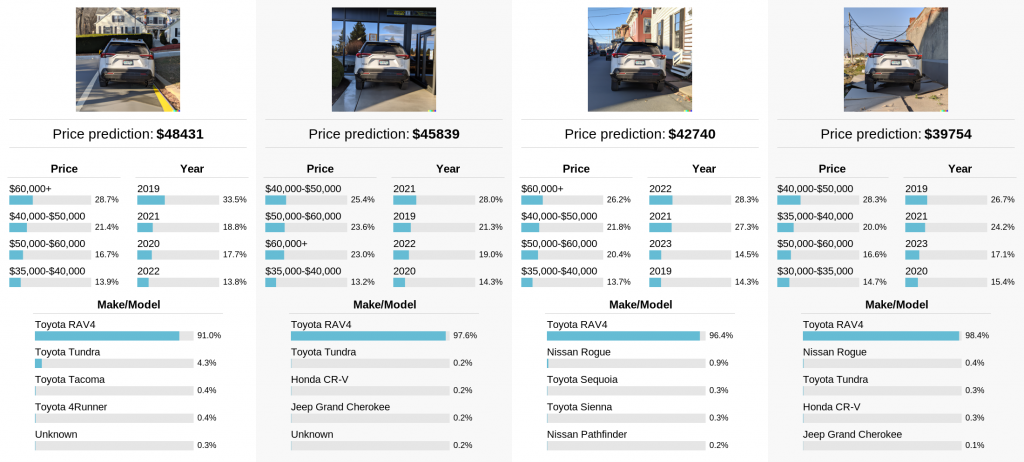 Price prediction: $48431
Price Year
$60,000+ 28.7% 2019 33.5%
$40,000-$50,000 21.4% 2021 18.8%
$50,000-$60,000 16.7% 2020 17.7%
$35,000-$40,000 13.9% 2022 13.8%
Make/Model
Toyota RAV4 91.0%
Toyota Tundra 4.3%
Toyota Tacoma 0.4%
Toyota 4Runner 0.4%
Unknown 0.3%
Price prediction: $45839
Price Year
$40,000-$50,000 25.4% 2021 28.0%
$50,000-$60,000 23.6% 2019 21.3%
$60,000+ 23.0% 2022 19.0%
$35,000-$40,000 13.2% 2020 14.3%
Make/Model
Toyota RAV4 97.6%
Toyota Tundra 0.2%
Honda CR-V 0.2%
Jeep Grand Cherokee 0.2%
Unknown 0.2%
Price prediction: $42740
Price Year
$60,000+ 26.2% 2022 28.3%
$40,000-$50,000 21.8% 2021 27.3%
$50,000-$60,000 20.4% 2023 14.5%
$35,000-$40,000 13.7% 2019 14.3%
Make/Model
Toyota RAV4 96.4%
Nissan Rogue 0.9%
Toyota Sequoia 0.3%
Toyota Sienna 0.3%
Nissan Pathfinder 0.2%
Price prediction: $39754
Price Year
$40,000-$50,000 28.3% 2019 26.7%
$35,000-$40,000 20.0% 2021 24.2%
$50,000-$60,000 16.6% 2023 17.1%
$30,000-$35,000 14.7% 2020 15.4%
Make/Model
Toyota RAV4 98.4%
Nissan Rogue 0.4%
Toyota Tundra 0.3%
Honda CR-V 0.3%
Jeep Grand Cherokee 0.1%